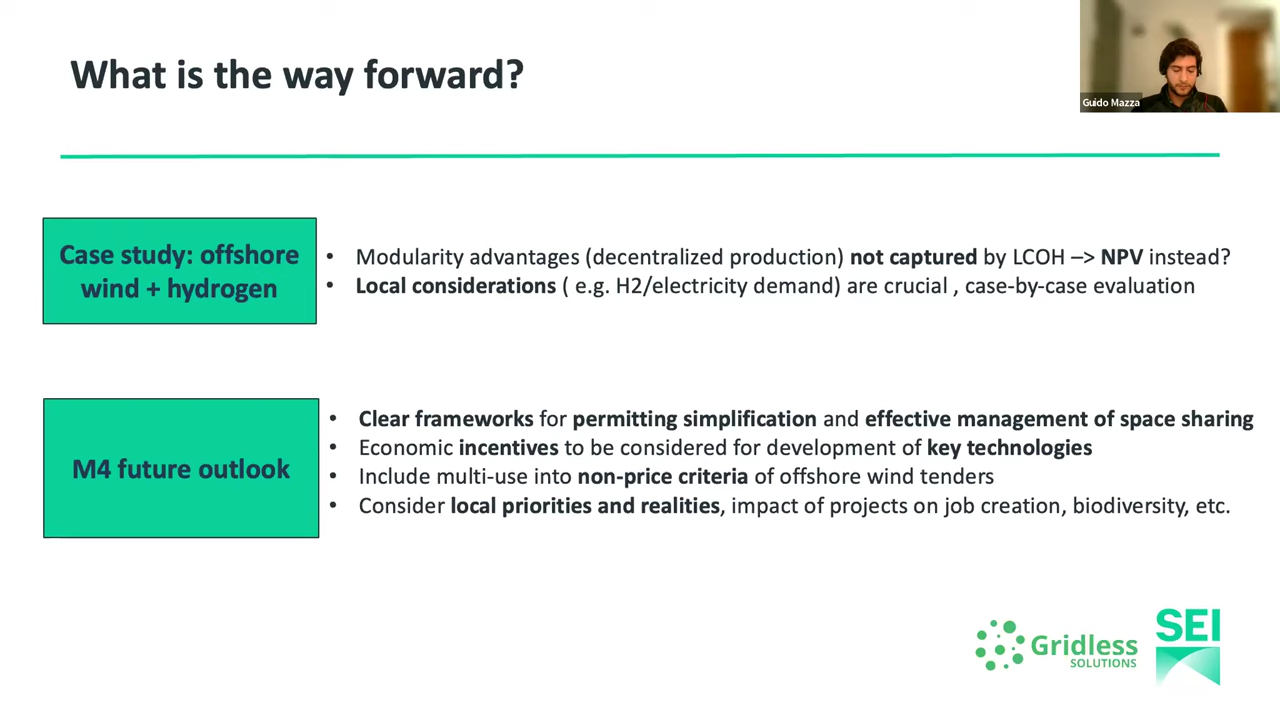 What is the way forward?
Guido Mazza
Case study: offshore
wind + hydrogen
• Modularity advantages (decentralized production) not captured by LCOH –> NPV instead?
• Local considerations ( e.g. H2/electricity demand) are crucial , case-by-case evaluation
M4 future outlook
• Clear frameworks for permitting simplification and effective management of space sharing
• Economic incentives to be considered for development of key technologies
• Include multi-use into non-price criteria of offshore wind tenders
• Consider local priorities and realities, impact of projects on job creation, biodiversity, etc.
Gridless
SOLUTIONS
SEI